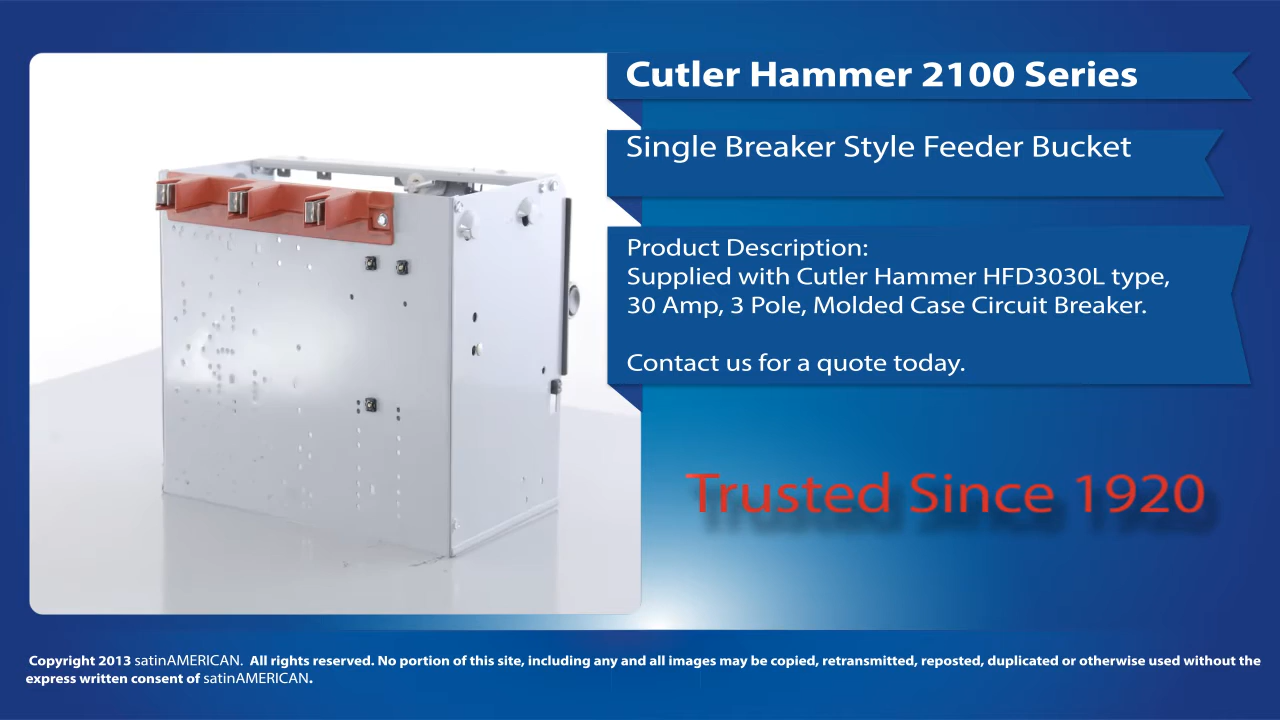 Cutler Hammer 2100 Series
Single Breaker Style Feeder Bucket
Product Description:
Supplied with Cutler Hammer HFD3030L type,
30 Amp, 3 Pole, Molded Case Circuit Breaker.
Contact us for a quote today.
Trusted Since 1920
Copyright 2013 satinAMERICAN. All rights reserved. No portion of this site, including any and all images may be copied, retransmitted, reposted, duplicated or otherwise used without the
express written consent of satinAMERICAN.